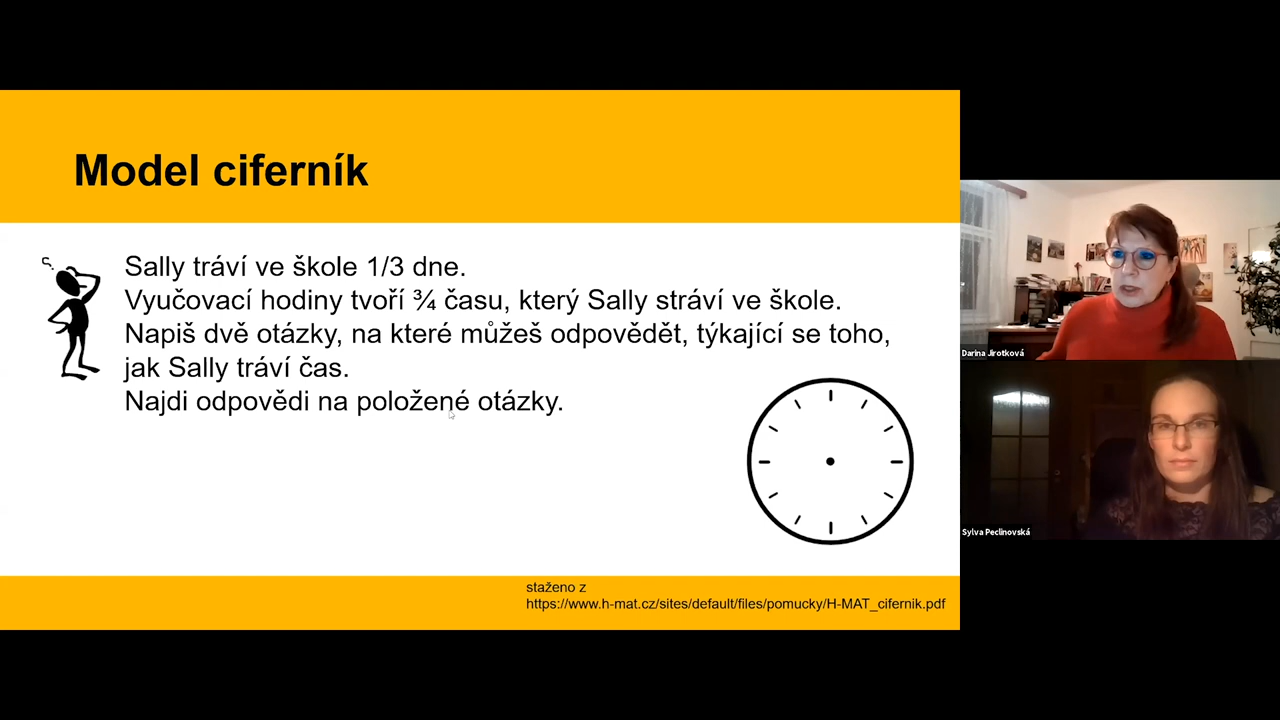 Model ciferník
Sally tráví ve škole 1/3 dne.
Vyučovací hodiny tvoří ¾ času, který Sally stráví ve škole.
Napiš dvě otázky, na které můžeš odpovědět, týkající se toho,
jak Sally tráví čas.
Najdi odpovědi na položené otázky.
staženo z
https://www.h-mat.cz/sites/default/files/pomucky/H-MAT_cifernik.pdf
Darina Jirotková
Sylva Peclinovská